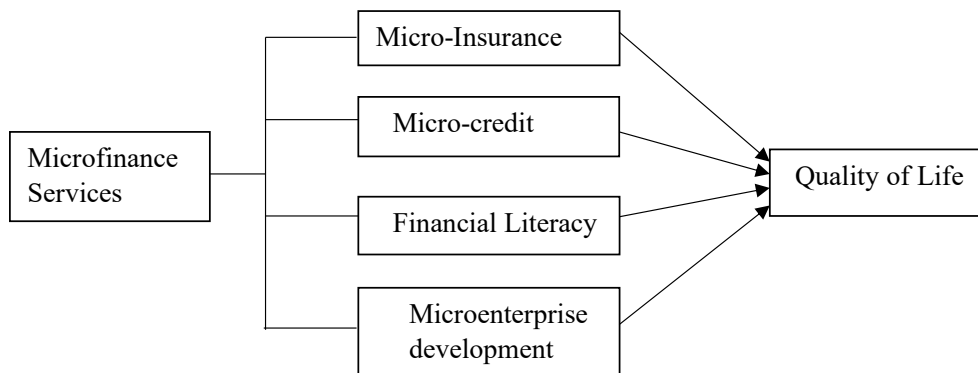 Micro-Insurance
Micro-credit
Microfinance
Services
Quality of Life
Financial Literacy
Microenterprise
development